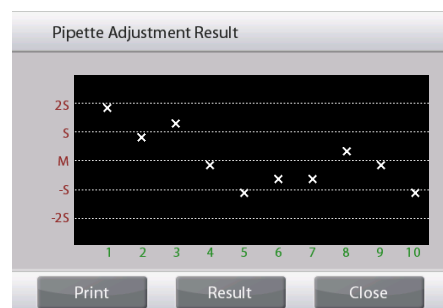 Pipette Adjustment Result
2S
S
M
-S
-2S
1 2 3 4 5 6 7 8 9 10
Print Result Close